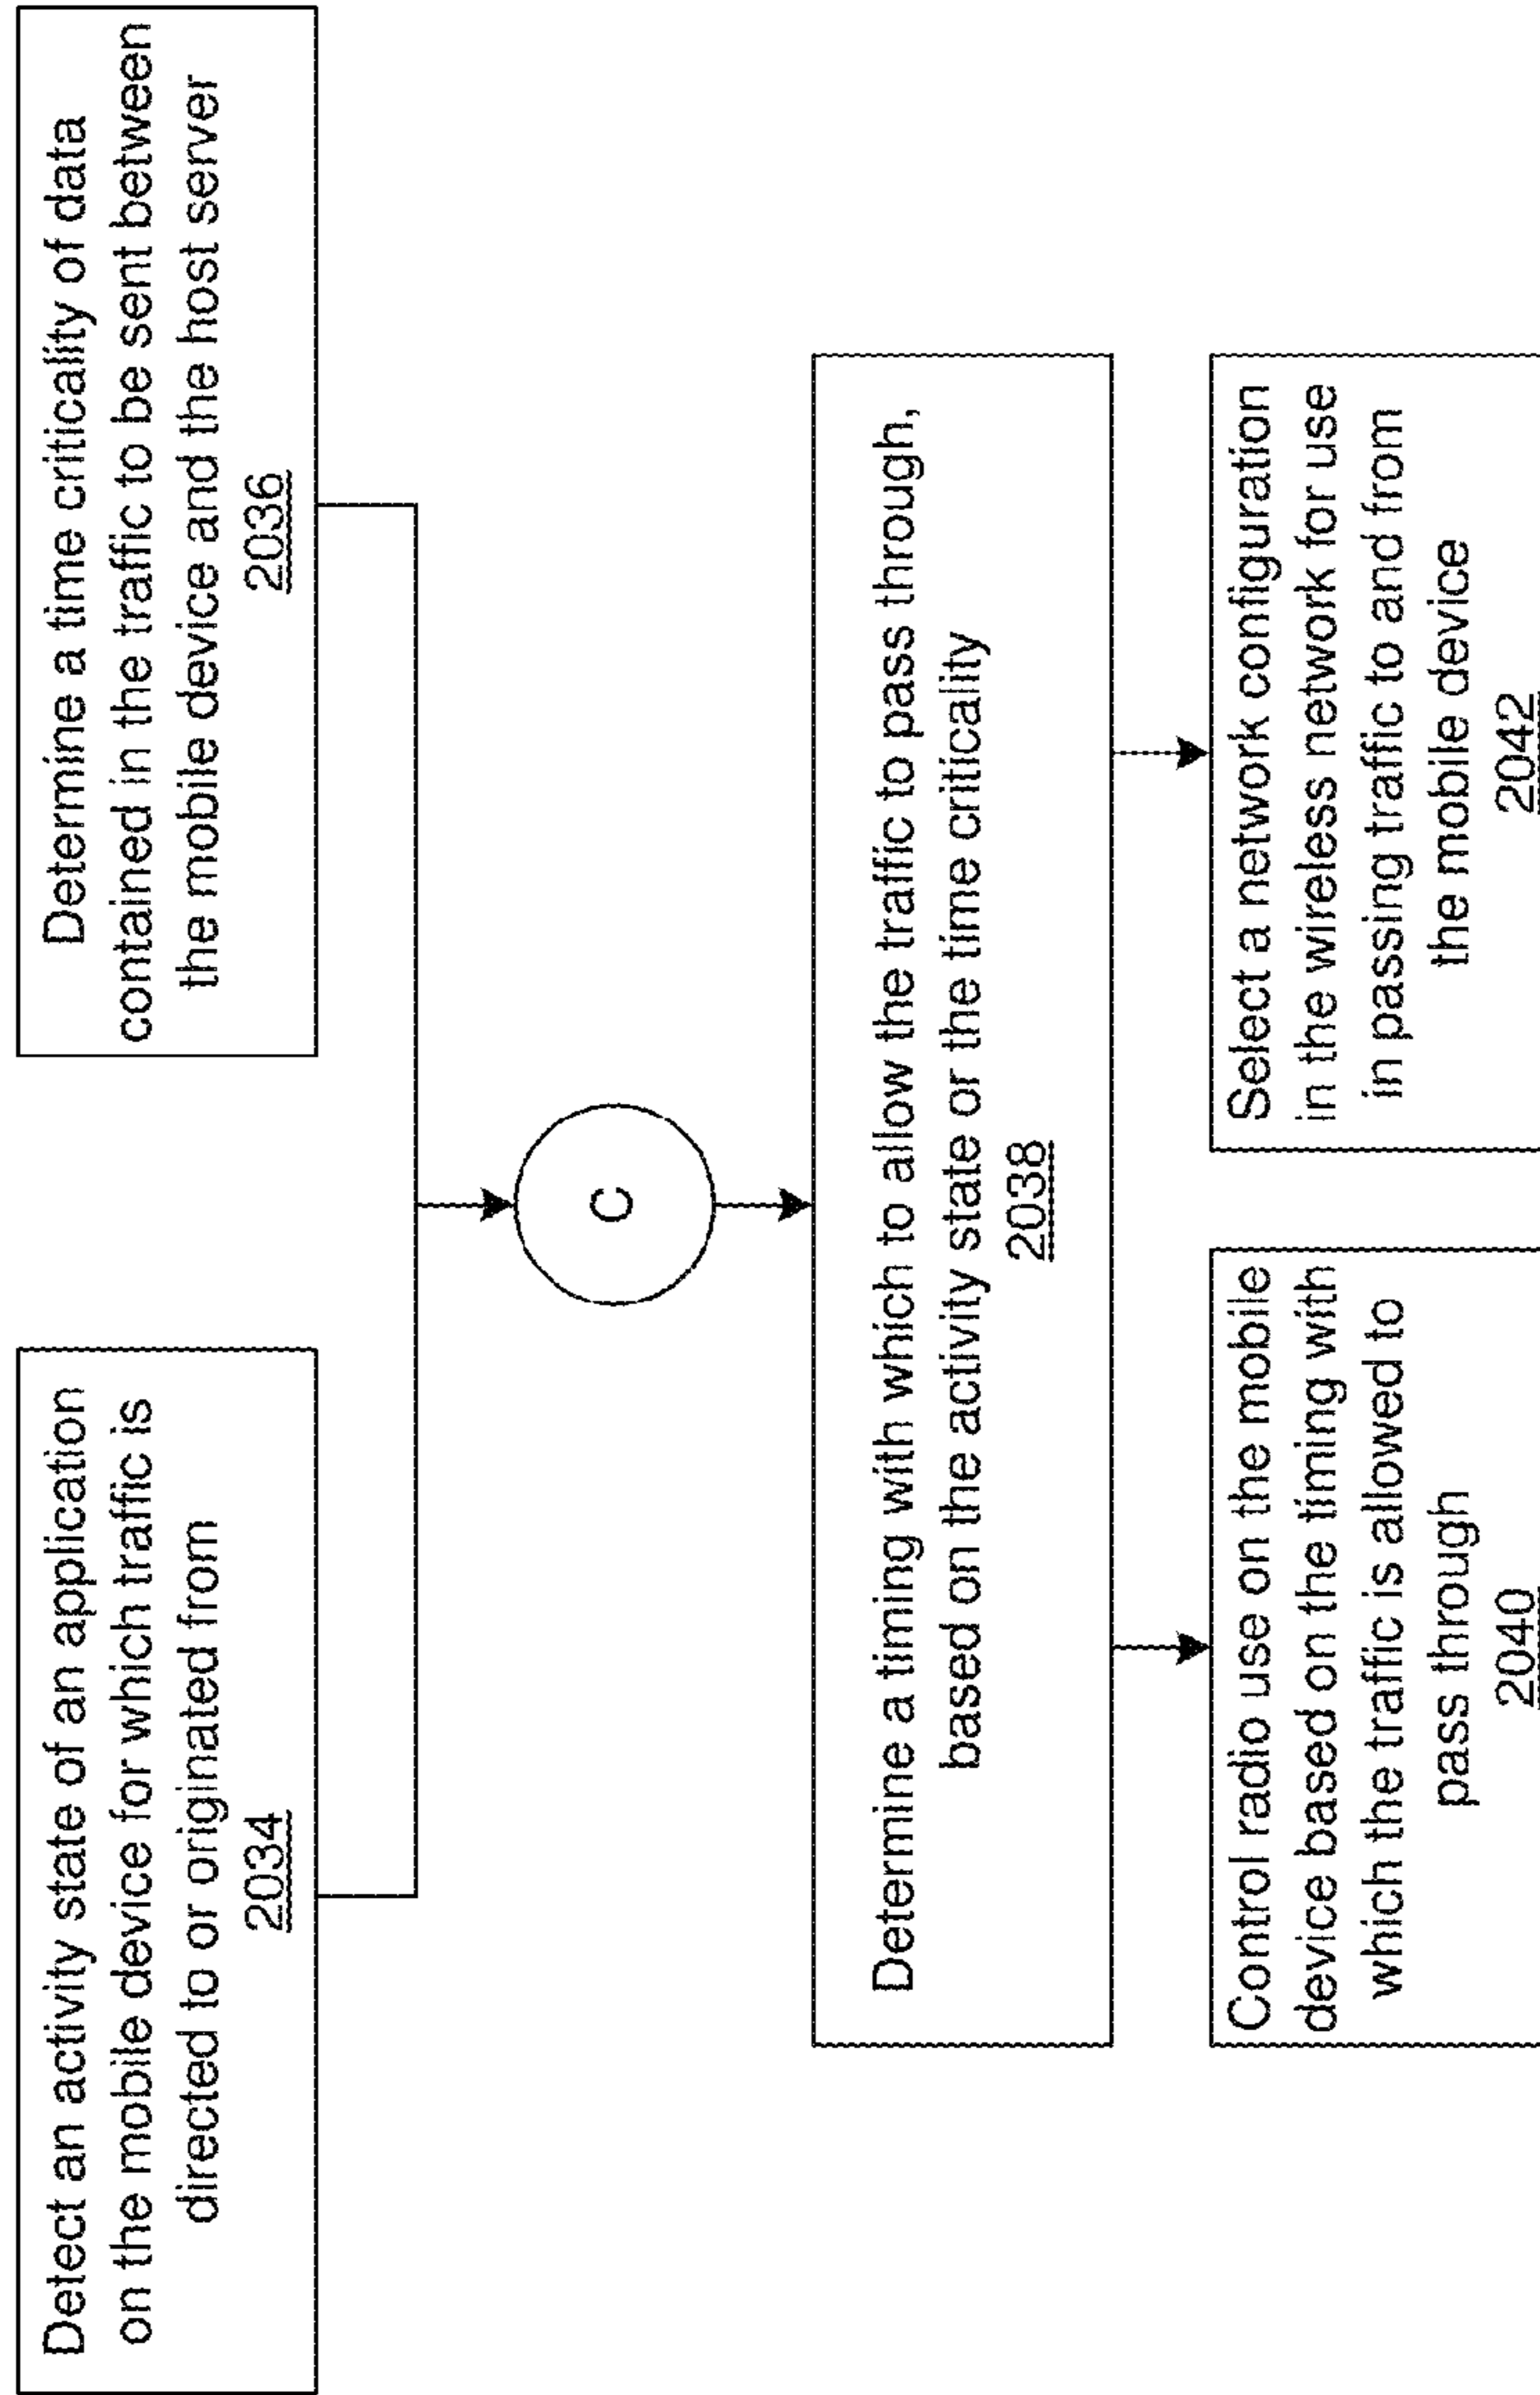 Detect an activity state of an application
on the mobile device for which traffic is
directed to or originated from
2034
Determine a time criticality of data
contained in the traffic to be sent between
the mobile device and the host server
2036
C
Determine a timing with which to allow the traffic to pass through,
based on the activity state or the time criticality
2038
Control radio use on the mobile
device based on the timing with
which the traffic is allowed to
pass through
2040
Select a network configuration
in the wireless network for use
in passing traffic to and from
the mobile device
2042